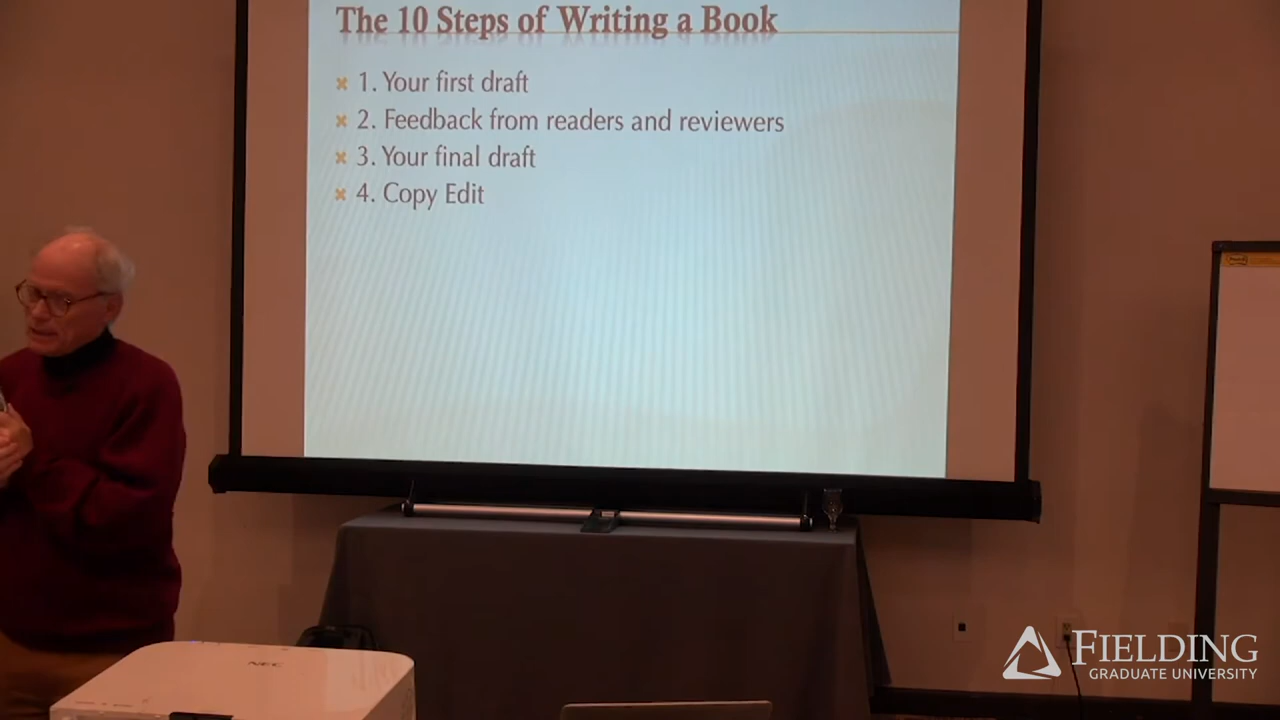 The 10 Steps of Writing a Book
1. Your first draft
2. Feedback from readers and reviewers
3. Your final draft
4. Copy Edit
NEC
FIELDING
GRADUATE UNIVERSITY